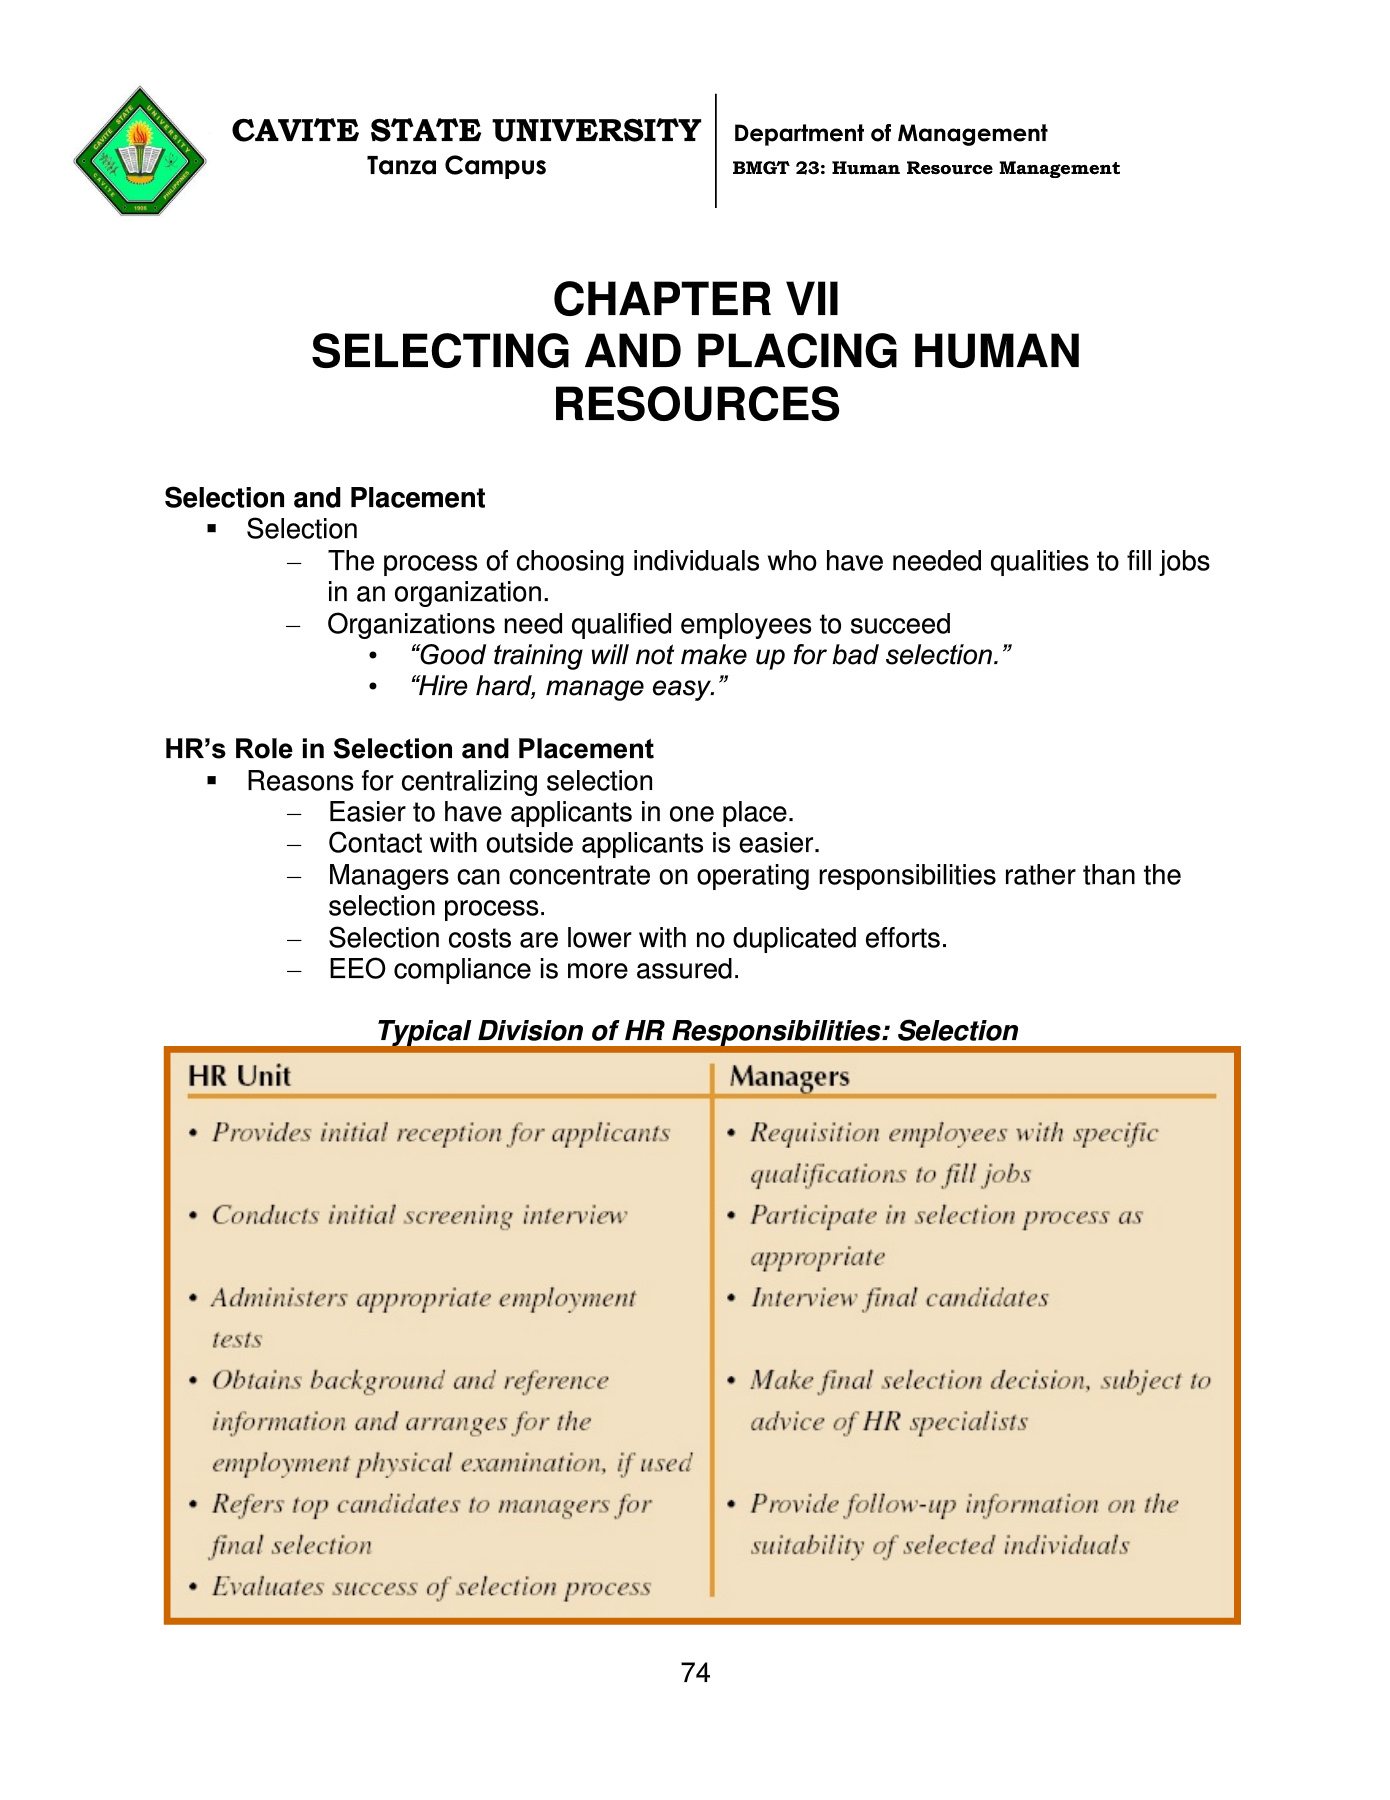 CAVITE STATE UNIVERSITY
Tanza Campus
Department of Management
BMGT 23: Human Resource Management
CAVITE STATE UNIVERSITY
CAVITE
PHILIPPINES
1906
CHAPTER VII
SELECTING AND PLACING HUMAN
RESOURCES
Selection and Placement
▪ Selection
– The process of choosing individuals who have needed qualities to fill jobs
in an organization.
– Organizations need qualified employees to succeed
• “Good training will not make up for bad selection.”
• “Hire hard, manage easy.”
HR’s Role in Selection and Placement
▪ Reasons for centralizing selection
– Easier to have applicants in one place.
– Contact with outside applicants is easier.
– Managers can concentrate on operating responsibilities rather than the
selection process.
– Selection costs are lower with no duplicated efforts.
– EEO compliance is more assured.
Typical Division of HR Responsibilities: Selection
HR Unit
• Provides initial reception for applicants
• Conducts initial screening interview
• Administers appropriate employment
tests
• Obtains background and reference
information and arranges for the
employment physical examination, if used
• Refers top candidates to managers for
final selection
• Evaluates success of selection process
Managers
• Requisition employees with specific
qualifications to fill jobs
• Participate in selection process as
appropriate
• Interview final candidates
• Make final selection decision, subject to
advice of HR specialists
• Provide follow-up information on the
suitability of selected individuals
74